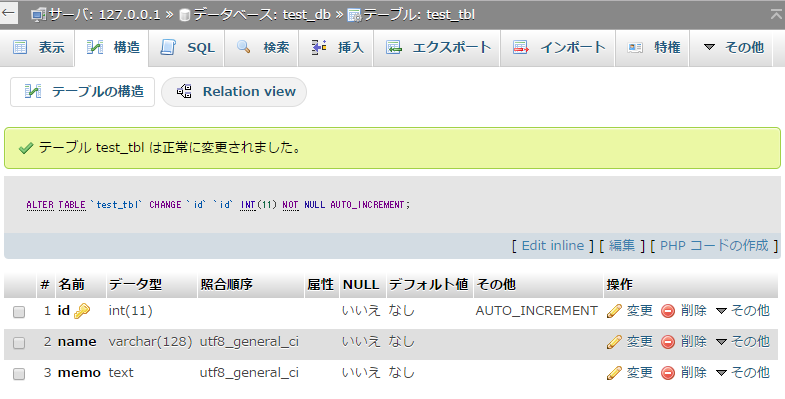 サーバ: 127.0.0.1 » データベース: test_db » テーブル: test_tbl
表示 構造 SQL 検索 挿入 エクスポート インポート 特権 その他
テーブルの構造 Relation view
テーブル test_tbl は正常に変更されました。
ALTER TABLE `test_tbl` CHANGE `id` `id` INT(11) NOT NULL AUTO_INCREMENT;
[ Edit inline ] [ 編集 ] [ PHP コードの作成 ]
# 名前 データ型 照合順序 属性 NULL デフォルト値 その他 操作
1 id int(11) いいえ なし AUTO_INCREMENT 変更 削除 その他
2 name varchar(128) utf8_general_ci いいえ なし 変更 削除 その他
3 memo text utf8_general_ci いいえ なし 変更 削除 その他